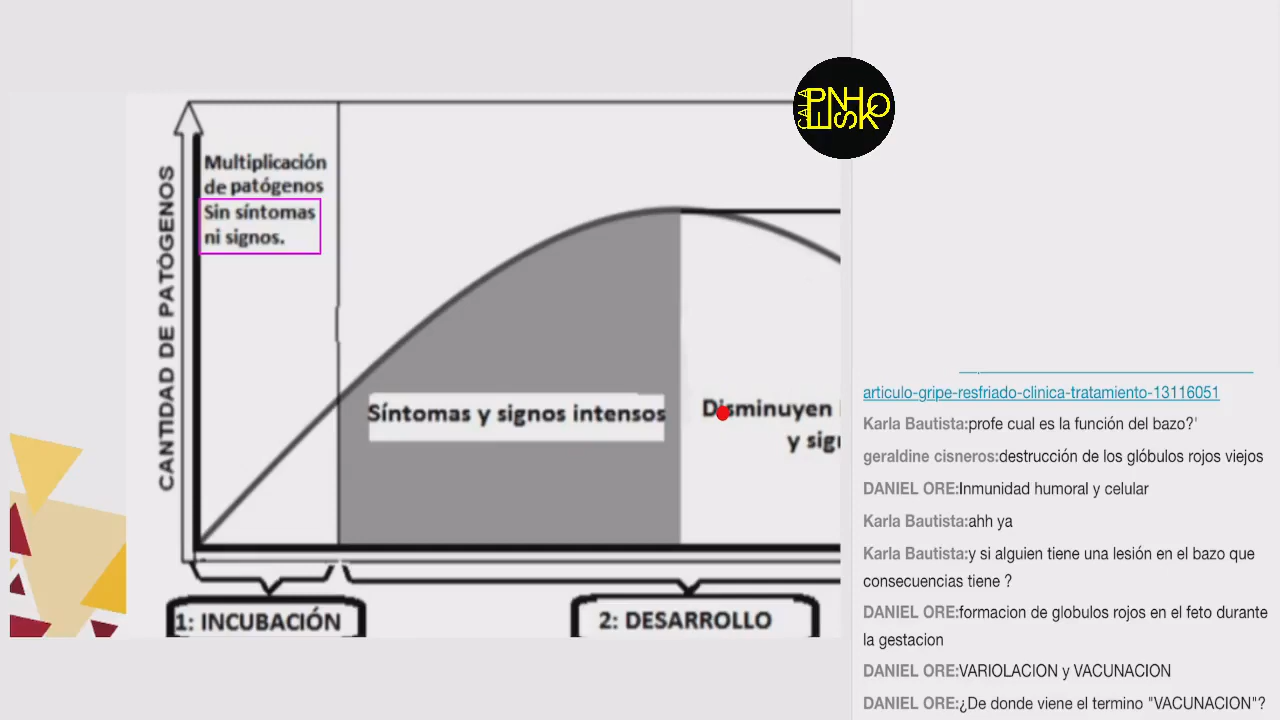 CALA
PNHO
ESK
CANTIDAD DE PATÓGENOS
Multiplicación
de patógenos
Sin síntomas
ni signos.
Síntomas y signos intensos
Disminuyen
y sig
1: INCUBACIÓN
2: DESARROLLO
articulo-gripe-resfriado-clinica-tratamiento-13116051
Karla Bautista:profe cual es la función del bazo?'
geraldine cisneros:destrucción de los glóbulos rojos viejos
DANIEL ORE:Inmunidad humoral y celular
Karla Bautista:ahh ya
Karla Bautista:y si alguien tiene una lesión en el bazo que
consecuencias tiene ?
DANIEL ORE:formacion de globulos rojos en el feto durante
la gestacion
DANIEL ORE:VARIOLACION y VACUNACION
DANIEL ORE:¿De donde viene el termino "VACUNACION"?